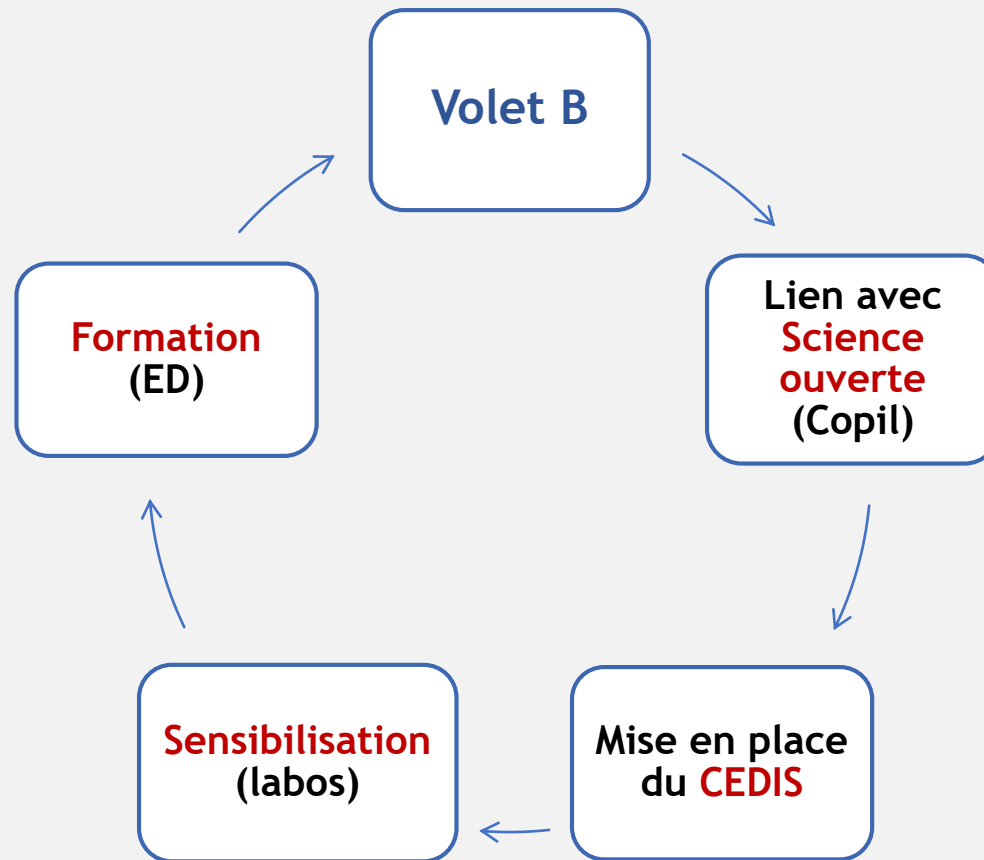 Volet B
Lien avec
Science
ouverte
(Copil)
Mise en place
du CEDIS
Sensibilisation
(labos)
Formation
(ED)